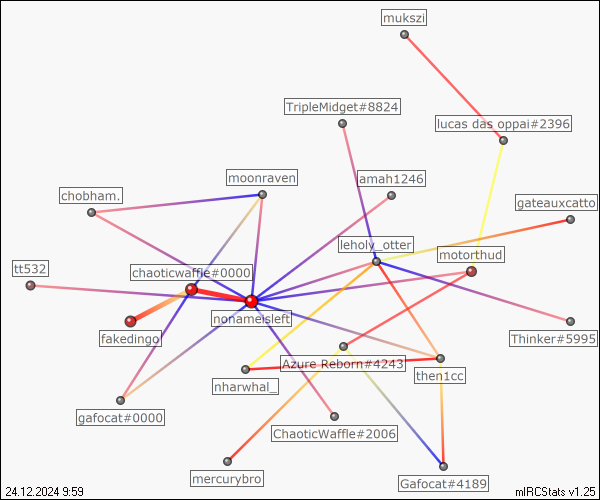 mukszi
TripleMidget#8824
lucas das oppai#2396
moonraven
amah1246
chobham.
gateauxcatto
leholy_otter
motorthud
tt532
chaoticwaffle#0000
nonameisleft
fakedingo
Thinker#5995
Azure Reborn#4243
then1cc
nharwhal_
gafocat#0000
ChaoticWaffle#2006
mercurybro
Gafocat#4189
24.12.2024 9:59
mIRCStats v1.25